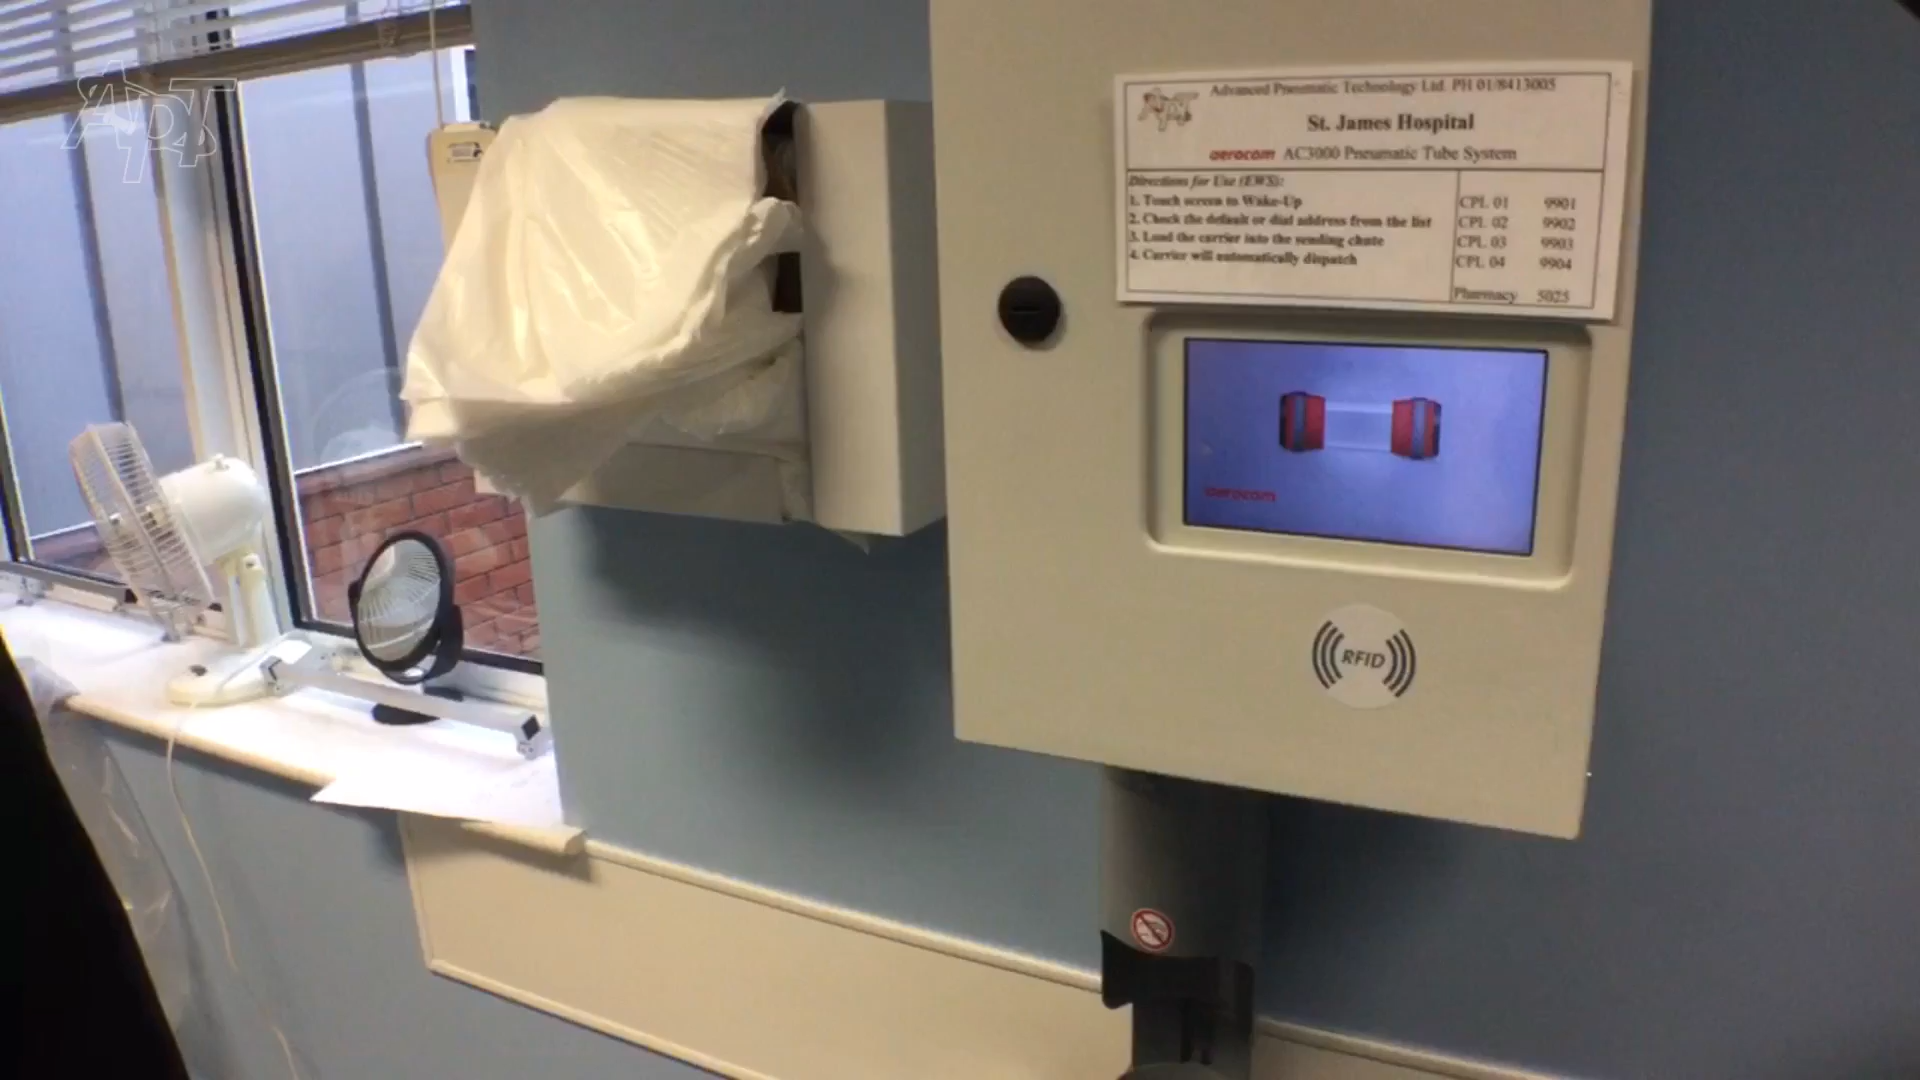 APT
Advanced Pneumatic Technology Ltd. PH 01/8413005
St. James Hospital
aerocom AC3000 Pneumatic Tube System
Directions for Use (EWS):
1. Touch screen to Wake-Up
2. Check the default or dial address from the list
3. Load the carrier into the sending chute
4. Carrier will automatically dispatch
CPL 01 9901
CPL 02 9902
CPL 03 9903
CPL 04 9904
Pharmacy 5025
aerocom
RFID